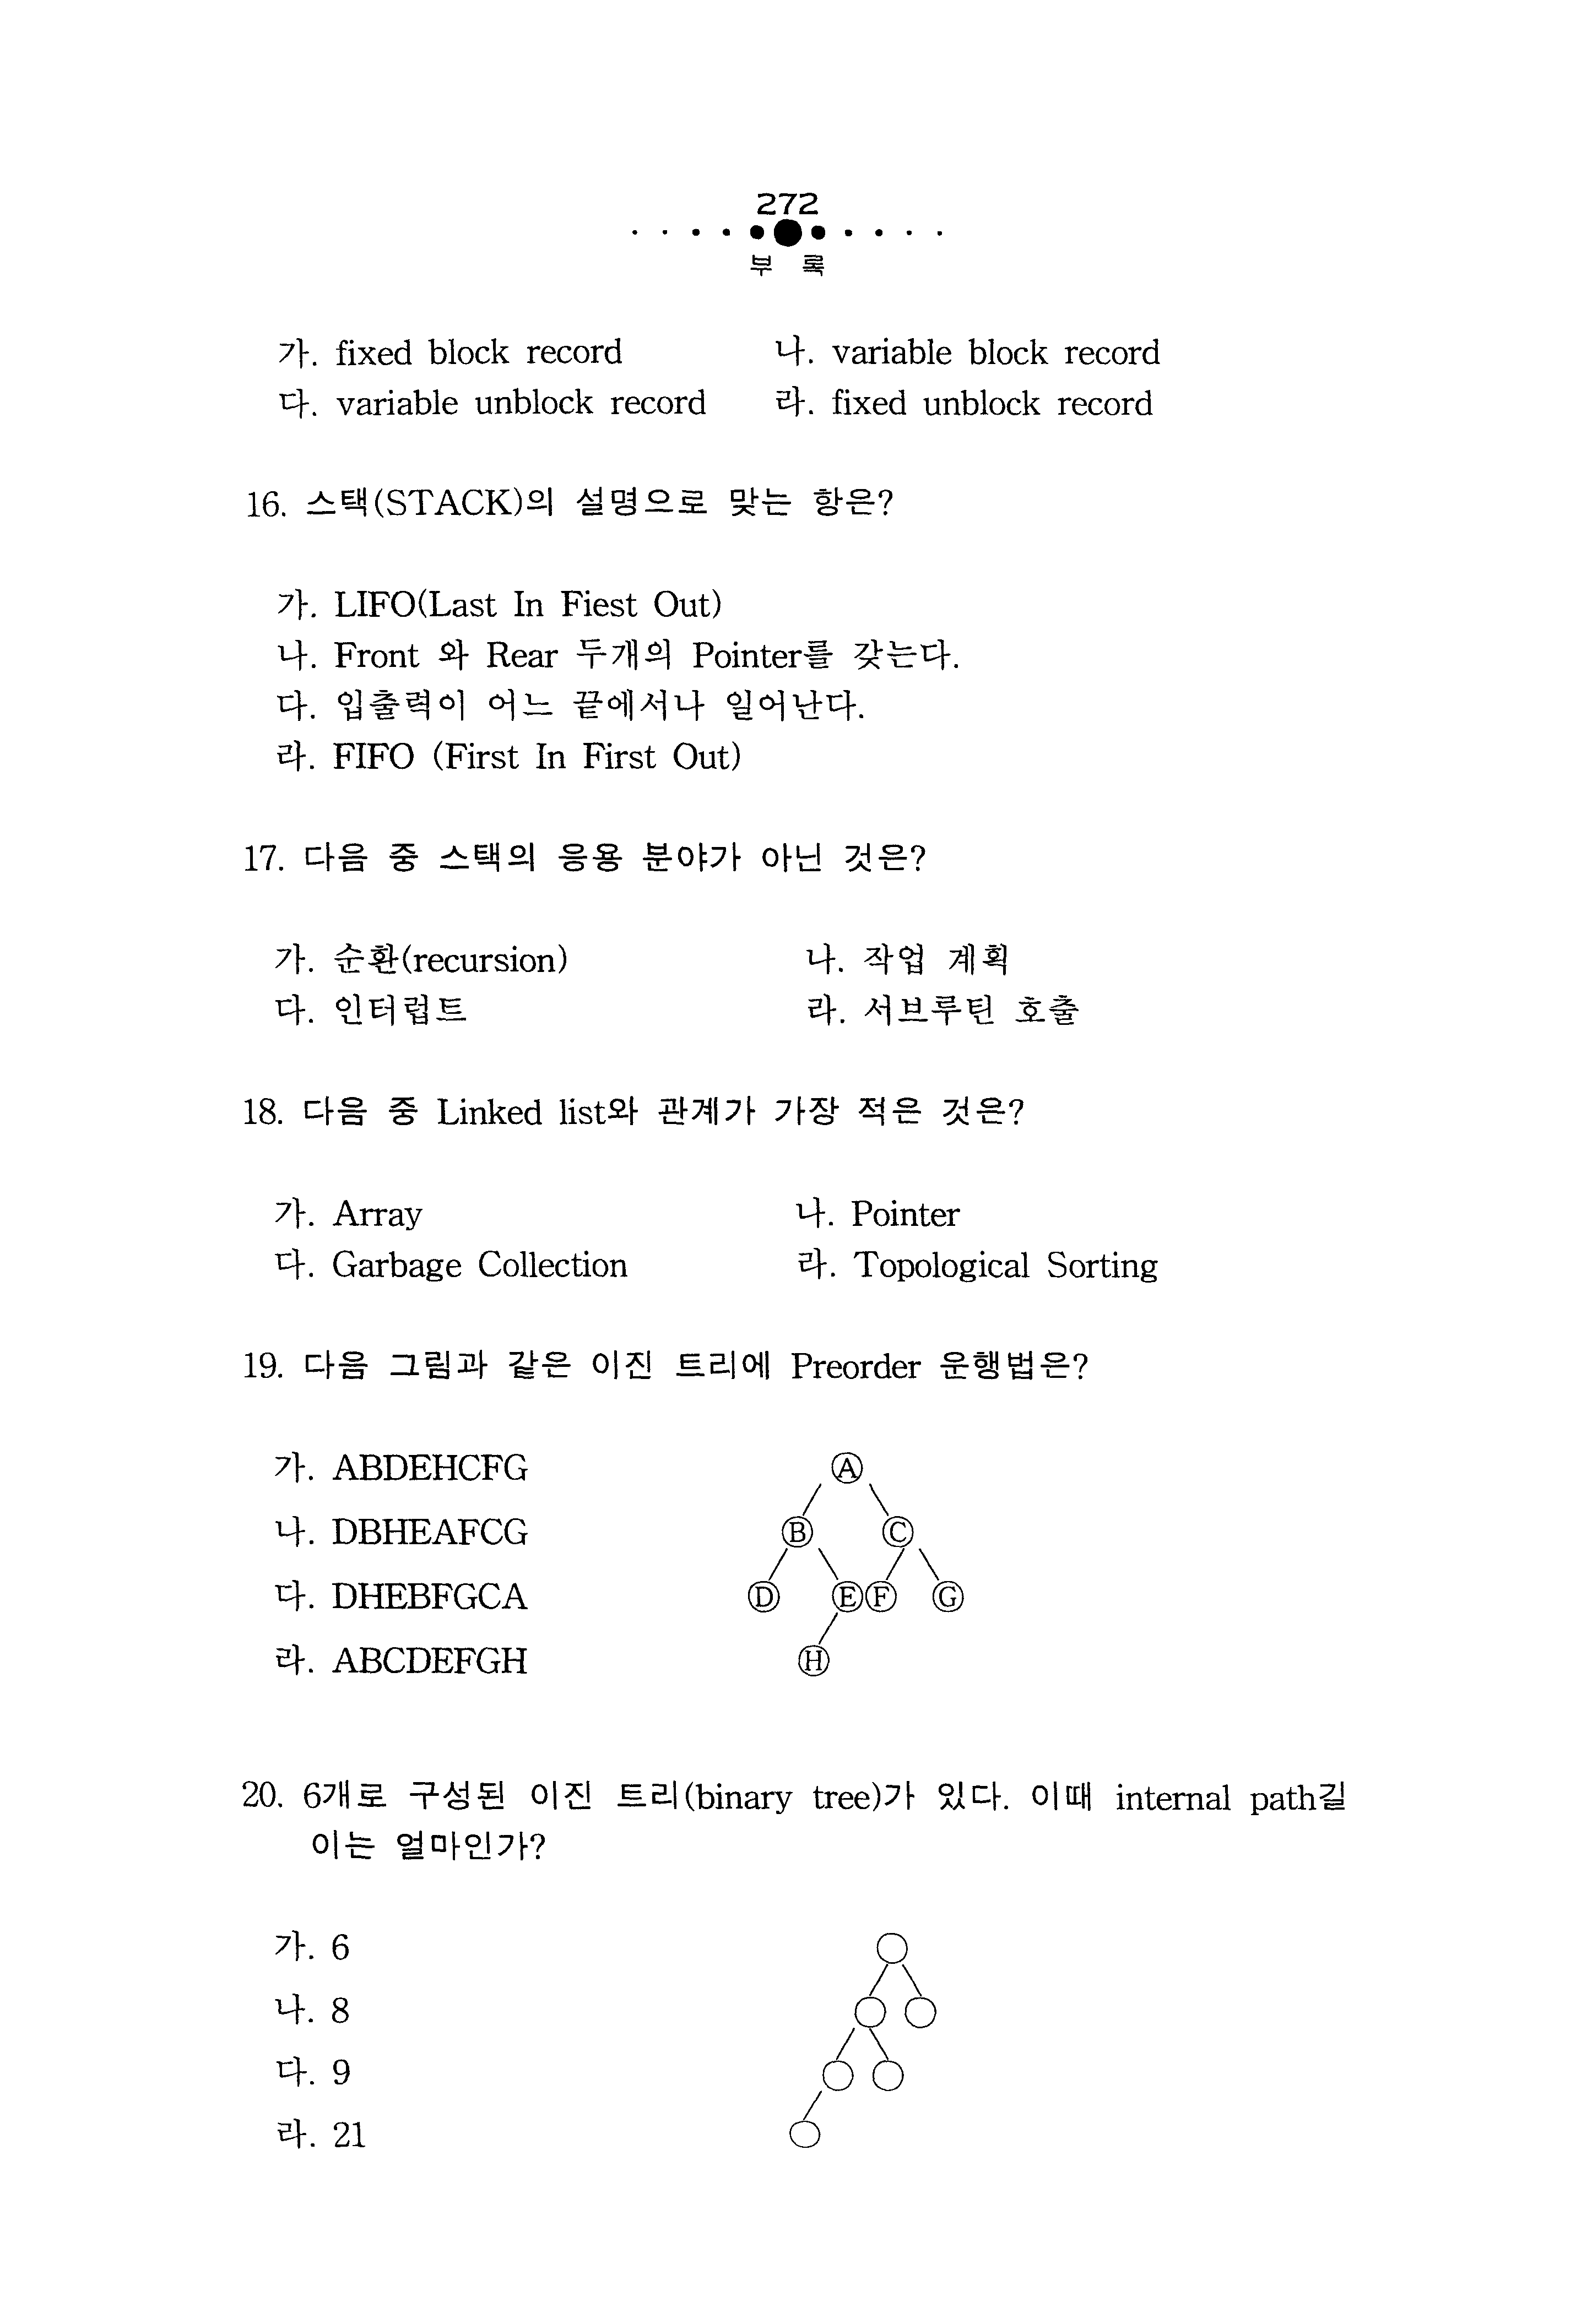 272
부 록
가. fixed block record 나. variable block record
다. variable unblock record 라. fixed unblock record
16. 스택(STACK)의 설명으로 맞는 항은?
가. LIFO(Last In Fiest Out)
나. Front 와 Rear 두개의 Pointer를 갖는다.
다. 입출력이 어느 끝에서나 일어난다.
라. FIFO (First In First Out)
17. 다음 중 스택의 응용 분야가 아닌 것은?
가. 순환(recursion) 나. 작업 계획
다. 인터럽트 라. 서브루틴 호출
18. 다음 중 Linked list와 관계가 가장 적은 것은?
가. Array 나. Pointer
다. Garbage Collection 라. Topological Sorting
19. 다음 그림과 같은 이진 트리에 Preorder 운행법은?
가. ABDEHCFG Ⓐ
나. DBHEAFCG Ⓑ Ⓒ
다. DHEBFGCA Ⓓ ⒺⒻ Ⓖ
라. ABCDEFGH Ⓗ
20. 6개로 구성된 이진 트리(binary tree)가 있다. 이때 internal path길
이는 얼마인가?
가. 6
나. 8
다. 9
라. 21